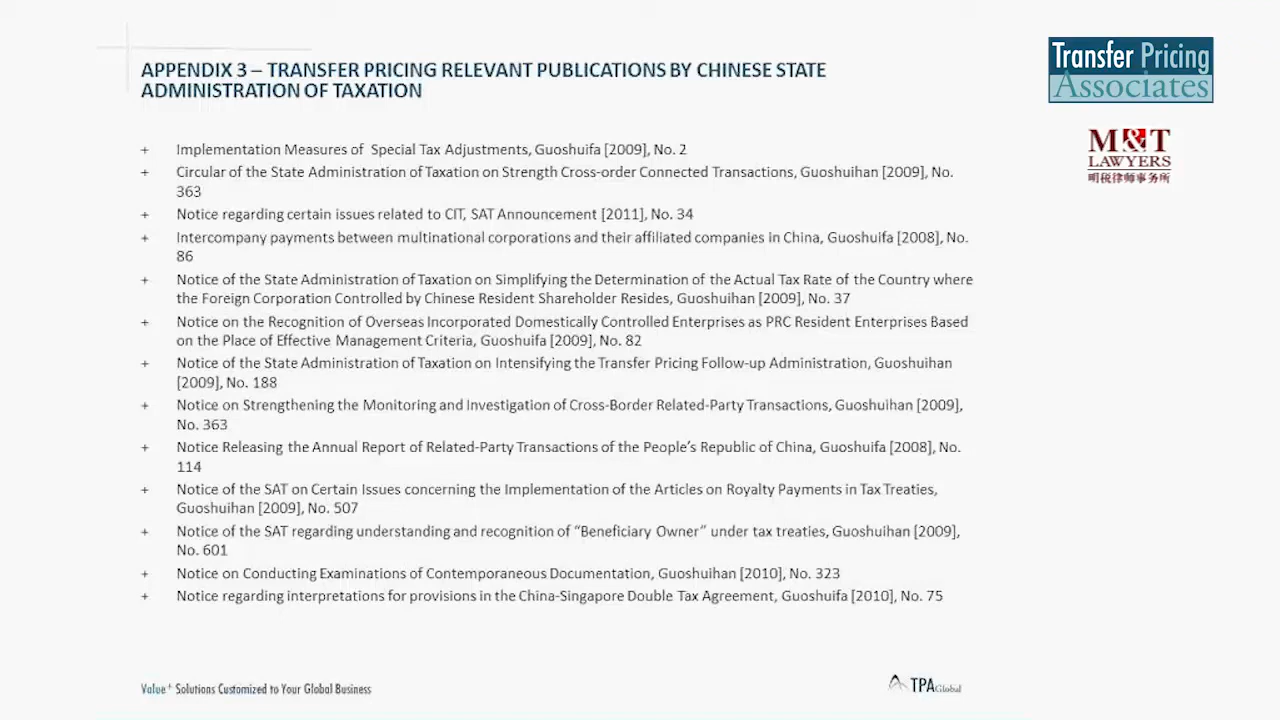 APPENDIX 3 – TRANSFER PRICING RELEVANT PUBLICATIONS BY CHINESE STATE
ADMINISTRATION OF TAXATION
Transfer Pricing
Associates
M&T
LAWYERS
明税律师事务所
+ Implementation Measures of Special Tax Adjustments, Guoshuifa [2009], No. 2
+ Circular of the State Administration of Taxation on Strength Cross-order Connected Transactions, Guoshuihan [2009], No.
363
+ Notice regarding certain issues related to CIT, SAT Announcement [2011], No. 34
+ Intercompany payments between multinational corporations and their affiliated companies in China, Guoshuifa [2008], No.
86
+ Notice of the State Administration of Taxation on Simplifying the Determination of the Actual Tax Rate of the Country where
the Foreign Corporation Controlled by Chinese Resident Shareholder Resides, Guoshuihan [2009], No. 37
+ Notice on the Recognition of Overseas Incorporated Domestically Controlled Enterprises as PRC Resident Enterprises Based
on the Place of Effective Management Criteria, Guoshuifa [2009], No. 82
+ Notice of the State Administration of Taxation on Intensifying the Transfer Pricing Follow-up Administration, Guoshuihan
[2009], No. 188
+ Notice on Strengthening the Monitoring and Investigation of Cross-Border Related-Party Transactions, Guoshuihan [2009],
No. 363
+ Notice Releasing the Annual Report of Related-Party Transactions of the People’s Republic of China, Guoshuifa [2008], No.
114
+ Notice of the SAT on Certain Issues concerning the Implementation of the Articles on Royalty Payments in Tax Treaties,
Guoshuihan [2009], No. 507
+ Notice of the SAT regarding understanding and recognition of “Beneficiary Owner” under tax treaties, Guoshuihan [2009],
No. 601
+ Notice on Conducting Examinations of Contemporaneous Documentation, Guoshuihan [2010], No. 323
+ Notice regarding interpretations for provisions in the China-Singapore Double Tax Agreement, Guoshuifa [2010], No. 75
Value+ Solutions Customized to Your Global Business
TPA Global